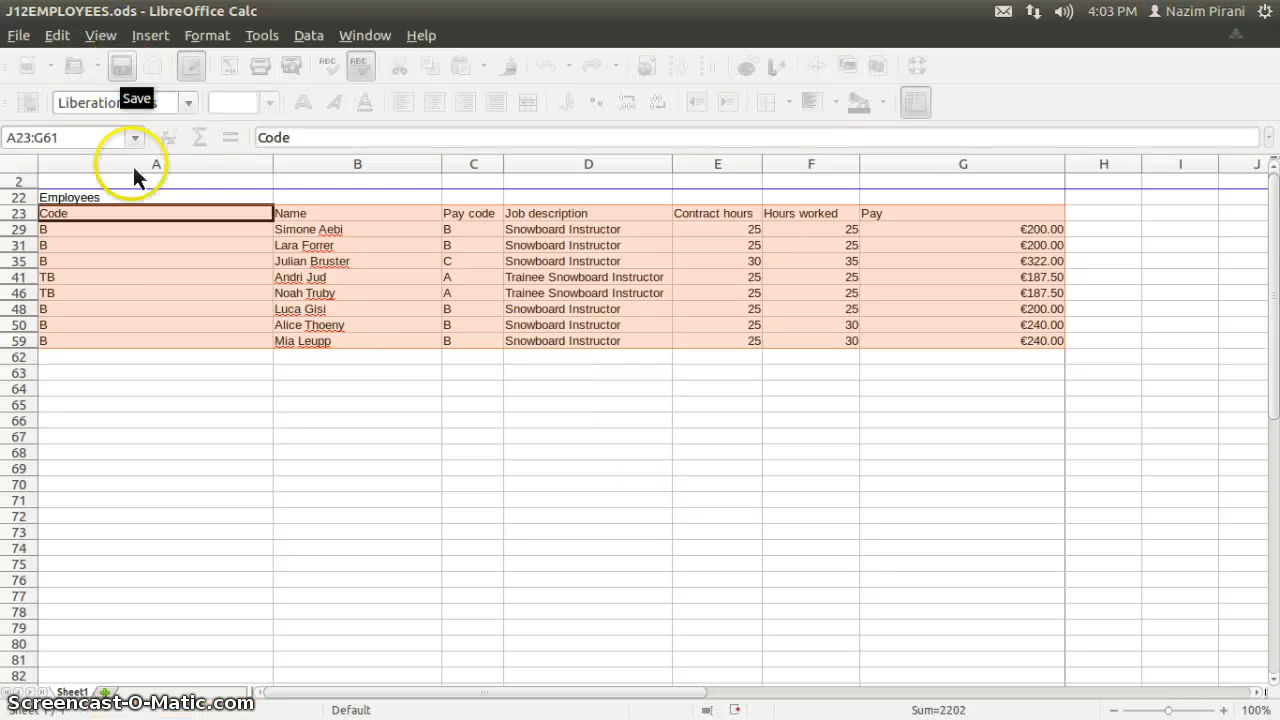 J12EMPLOYEES.ods - LibreOffice Calc 4:03 PM Nazim Pirani
File Edit View Insert Format Tools Data Window Help
ABC ABC
Liberation
Save
A23:G61 Code
A B C D E F G H I J
2
22 Employees
23 Code Name Pay code Job description Contract hours Hours worked Pay
29 B Simone Aebi B Snowboard Instructor 25 25 €200.00
31 B Lara Forrer B Snowboard Instructor 25 25 €200.00
35 B Julian Bruster C Snowboard Instructor 30 35 €322.00
41 TB Andri Jud A Trainee Snowboard Instructor 25 25 €187.50
46 TB Noah Truby A Trainee Snowboard Instructor 25 25 €187.50
48 B Luca Gisi B Snowboard Instructor 25 25 €200.00
50 B Alice Thoeny B Snowboard Instructor 25 30 €240.00
59 B Mia Leupp B Snowboard Instructor 25 30 €240.00
62
63
64
65
66
67
68
69
70
71
72
73
74
75
76
77
78
79
80
81
82
Sheet1
Screencast-O-Matic.com
Default Sum=2202 100%